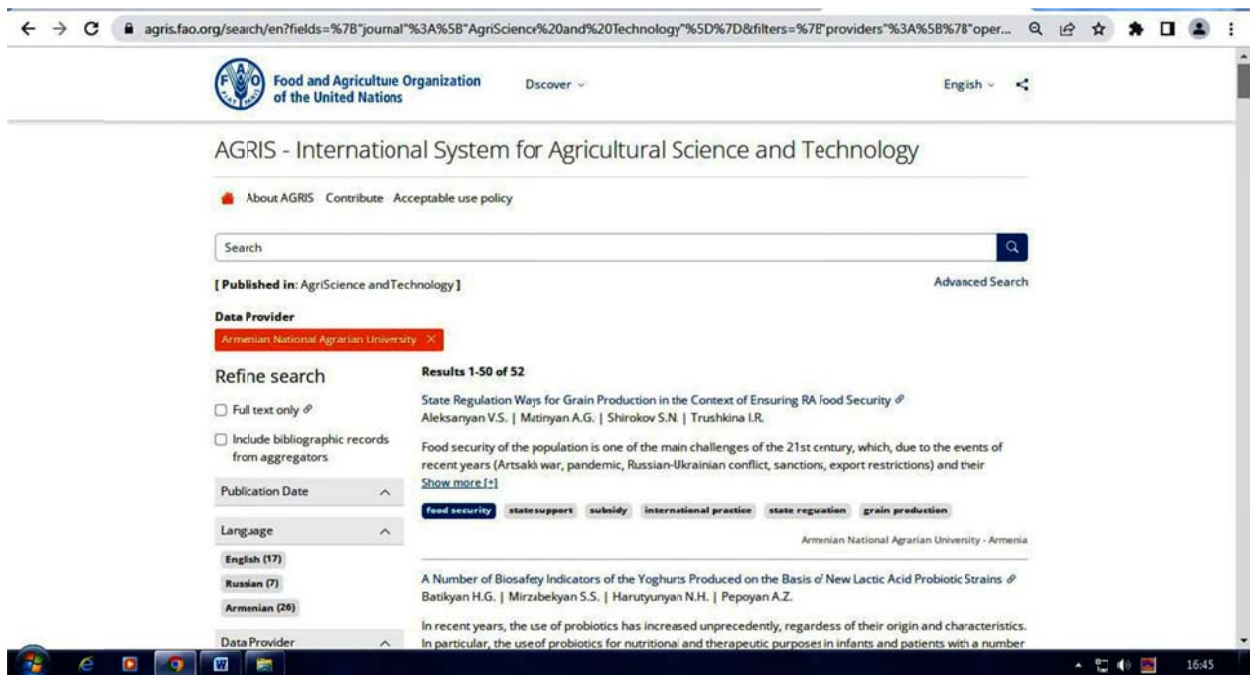 agris.fao.org/search/en?fields=%7B"journal"%3A%5B"AgriScience%20and%20Technology"%5D%7D&filters=%7B"providers"%3A%5B%7B"oper...
Food and Agriculture Organization
of the United Nations
Dscover
Engish
AGRIS - International System for Agricultural Science and Technology
About AGRIS Contribute Acceptable use policy
Search
[ Published in: AgriScience and Technology ]
Advanced Search
Data Provider
Armenian National Agrarian University ×
Refine search
Results 1-50 of 52
Full text only
Include bibliographic records
from aggregators
Publication Date
Language
English (17)
Russian (7)
Armenian (26)
Data Provider
State Regulation Ways for Grain Production in the Context of Ensuring RA Food Security
Aleksanyan V.S. | Matinyan A.G. | Shirokov S.N. | Trushkina I.R.
Food security of the population is one of the main challenges of the 21st century, which, due to the events of
recent years (Artsakh war, pandemic, Russian-Ukrainian conflict, sanctions, export restrictions) and their
Show more [+]
food security state support subsidy international practice state reguation grain production
Armenian National Agrarian University - Armenia
A Number of Biosafety Indicators of the Yoghurts Produced on the Basis of New Lactic Acid Probiotic Strains
Batikyan H.G. | Mirzabekyan S.S. | Harutyunyan N.H. | Pepoyan A.Z.
In recent years, the use of probiotics has increased unprecedently, regardless of their origin and characteristics.
In particular, the use of probiotics for nutritional and therapeutic purposes in infants and patients with a number
16:45